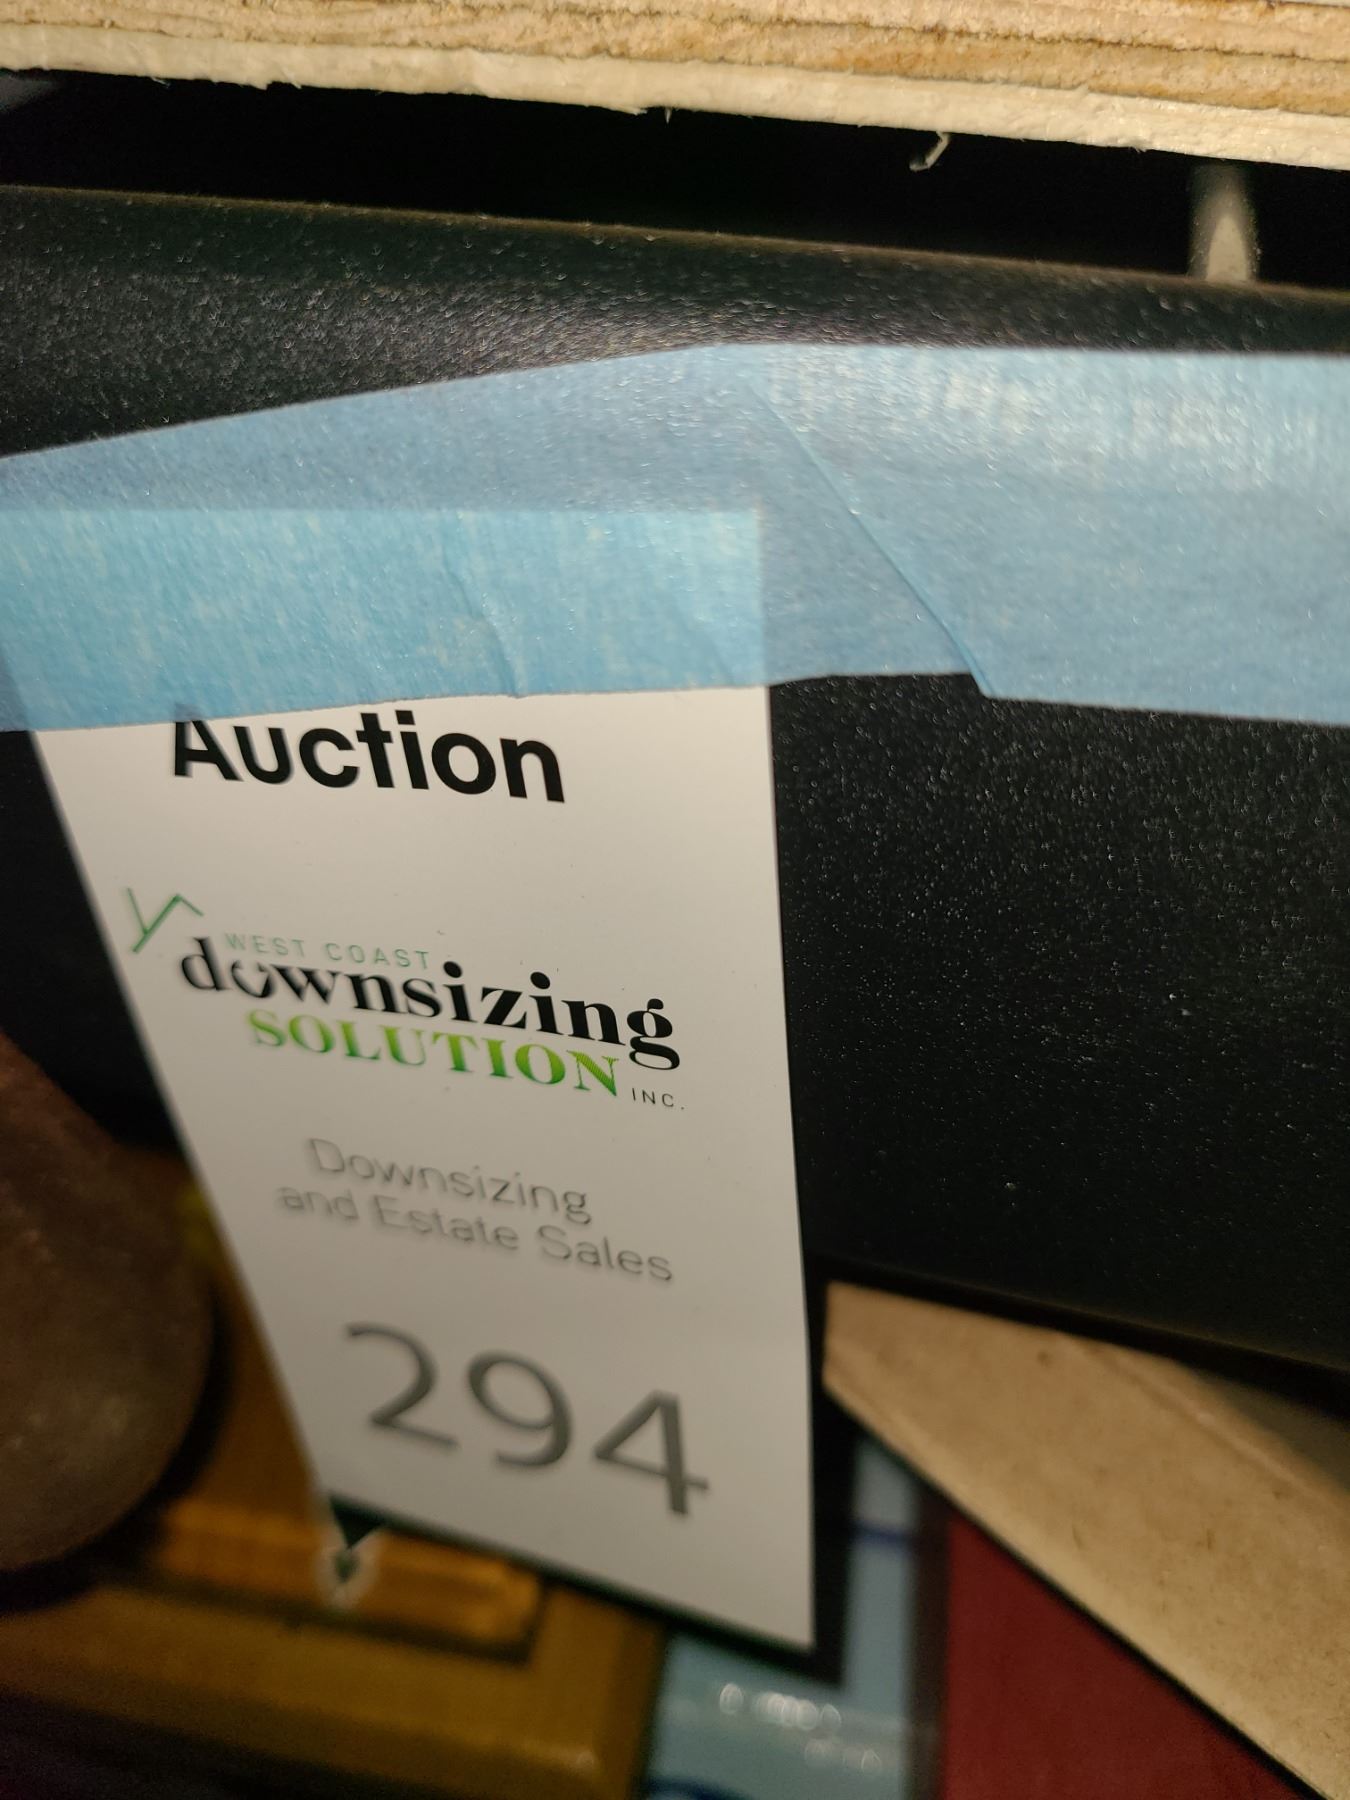 Auction
WEST COAST
downsizing
SOLUTION
INC.
Downsizing
and Estate Sales
294